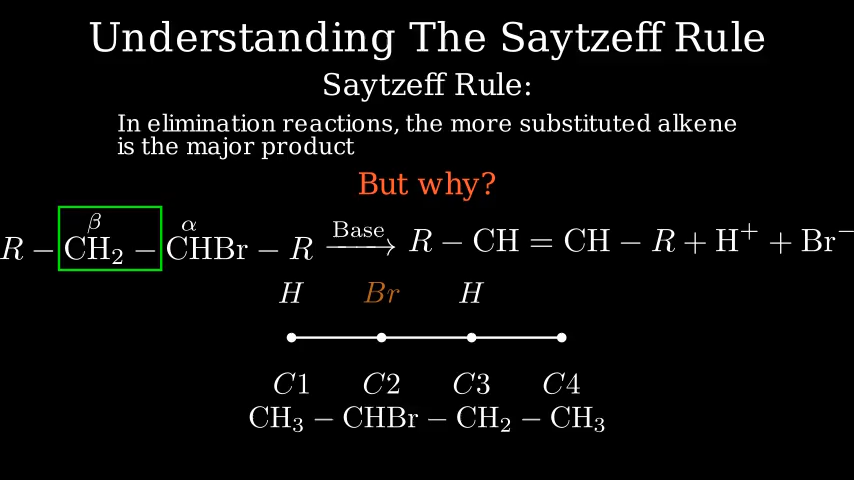 Understanding The Saytzeff Rule
Saytzeff Rule:
In elimination reactions, the more substituted alkene
is the major product
But why?
β α
R − CH₂ − CHBr − R Base⟶ R − CH = CH − R + H⁺ + Br⁻
H Br H
C1 C2 C3 C4
CH₃ − CHBr − CH₂ − CH₃